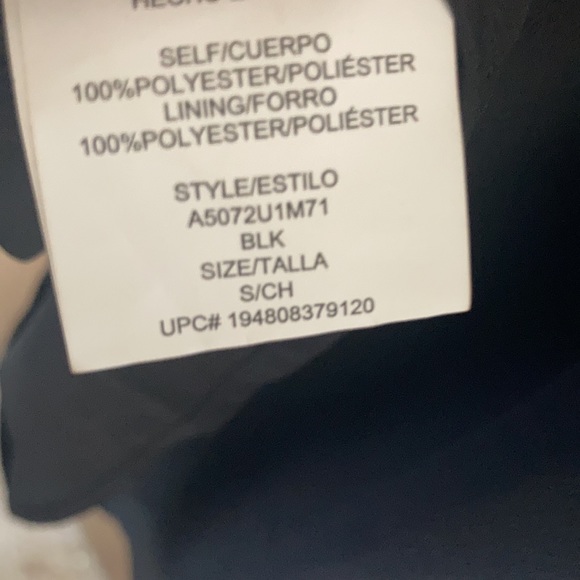 HECHO
SELF/CUERPO
100%POLYESTER/POLIÉSTER
LINING/FORRO
100%POLYESTER/POLIÉSTER
STYLE/ESTILO
A5072U1M71
BLK
SIZE/TALLA
S/CH
UPC# 194808379120